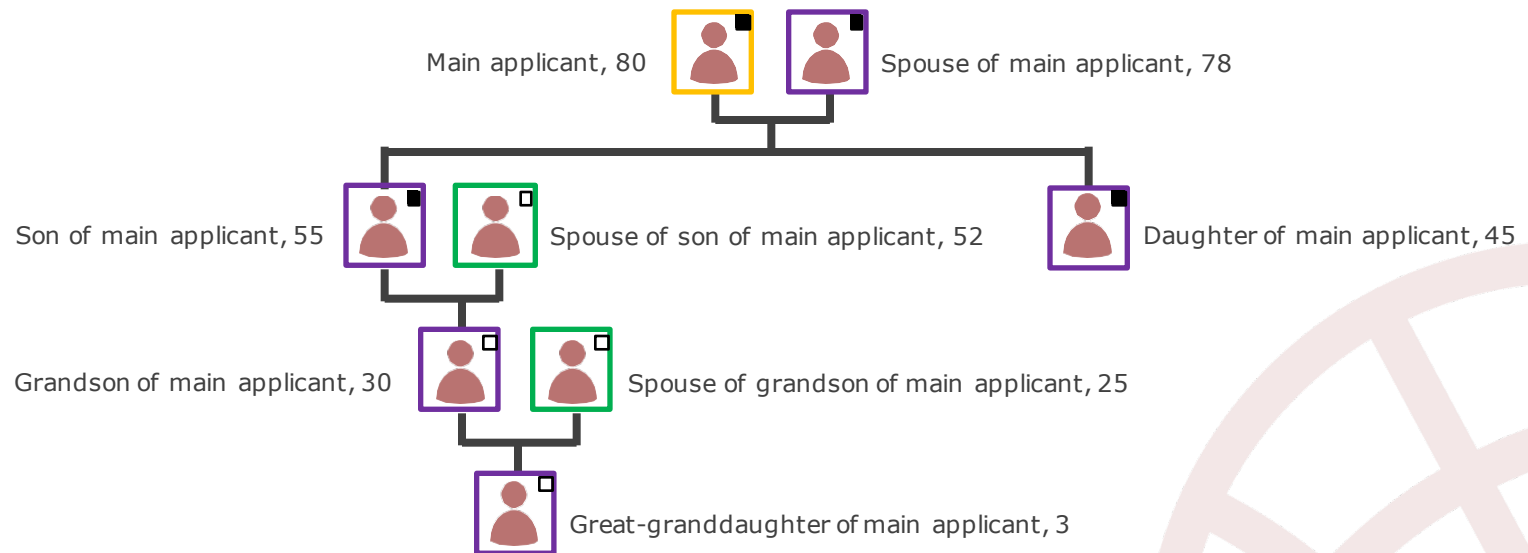 Main applicant, 80
Spouse of main applicant, 78
Son of main applicant, 55
Spouse of son of main applicant, 52
Daughter of main applicant, 45
Grandson of main applicant, 30
Spouse of grandson of main applicant, 25
Great-granddaughter of main applicant, 3